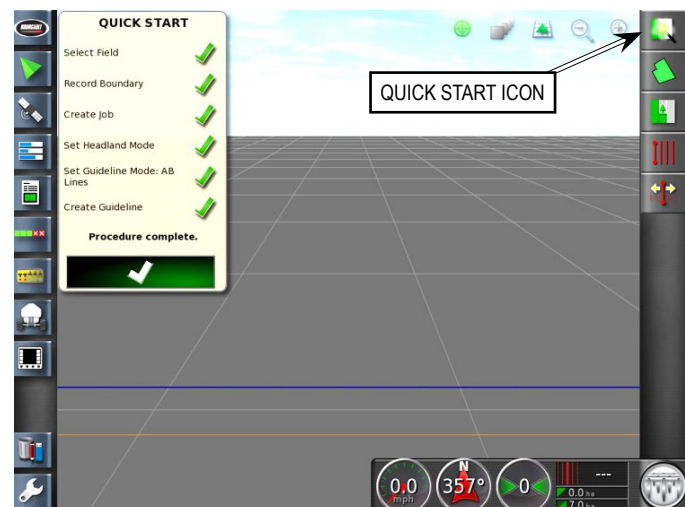 QUICK START
Select Field
Record Boundary
Create Job
Set Headland Mode
Set Guideline Mode: AB
Lines
Create Guideline
Procedure complete.
QUICK START ICON
BOURGAULT
0.0
mph
N
357°
0
---
0.0 ha
7.0 ha